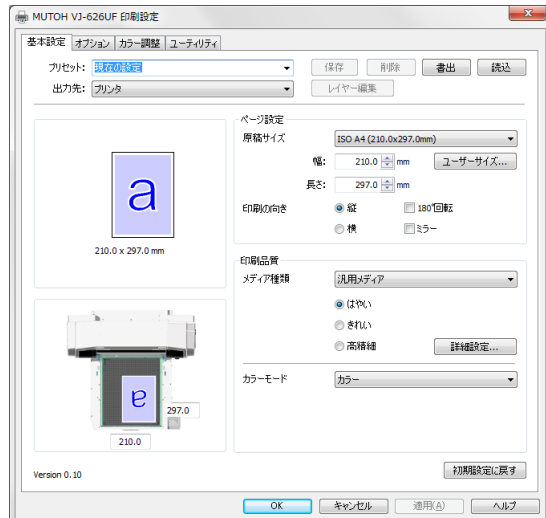 MUTOH VJ-626UF 印刷設定
基本設定 オプション カラー調整 ユーティリティ
プリセット: 現在の設定 保存 削除 書出 読込
出力先: プリンタ レイヤー編集
ページ設定
原稿サイズ ISO A4 (210.0x297.0mm)
幅: 210.0 mm ユーザーサイズ...
長さ: 297.0 mm
印刷の向き 縦 180°回転
横 ミラー
a
210.0 x 297.0 mm
印刷品質
メディア種類 汎用メディア
はやい
きれい
高精細 詳細設定...
カラーモード カラー
a
297.0
210.0
Version 0.10
初期設定に戻す
OK キャンセル 適用(A) ヘルプ